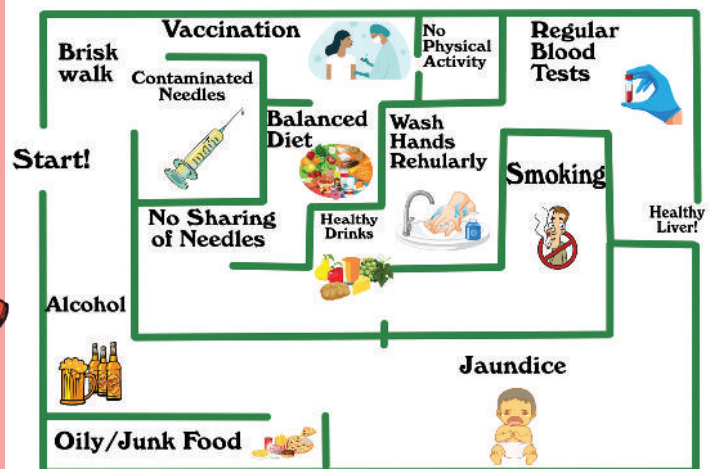 Vaccination
No
Physical
Activity
Regular
Blood
Tests
Brisk
walk
Contaminated
Needles
Balanced
Diet
Wash
Hands
Rehularly
Start!
Smoking
No Sharing
of Needles
Healthy
Drinks
Healthy
Liver!
Alcohol
Jaundice
Oily/Junk Food